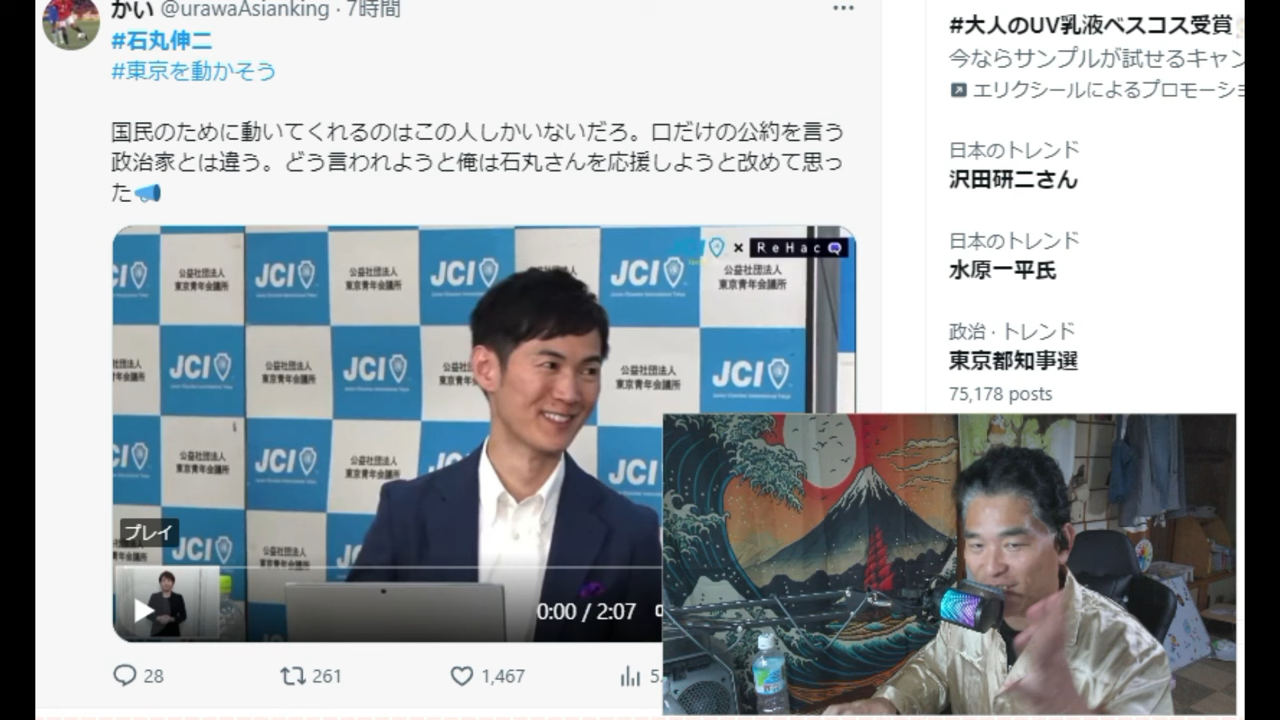 かい @urawaAsianking · 7時間
#石丸伸二
#東京を動かそう
国民のために動いてくれるのはこの人しかいないだろ。口だけの公約を言う
政治家とは違う。どう言われようと俺は石丸さんを応援しようと改めて思っ
た
JCI
公益社団法人
東京青年会議所
× ReHacQ
プレイ
0:00 / 2:07
28
261
1,467
#大人のUV乳液ベスコス受賞
今ならサンプルが試せるキャン
エリクシールによるプロモーショ
日本のトレンド
沢田研二さん
日本のトレンド
水原一平氏
政治・トレンド
東京都知事選
75,178 posts